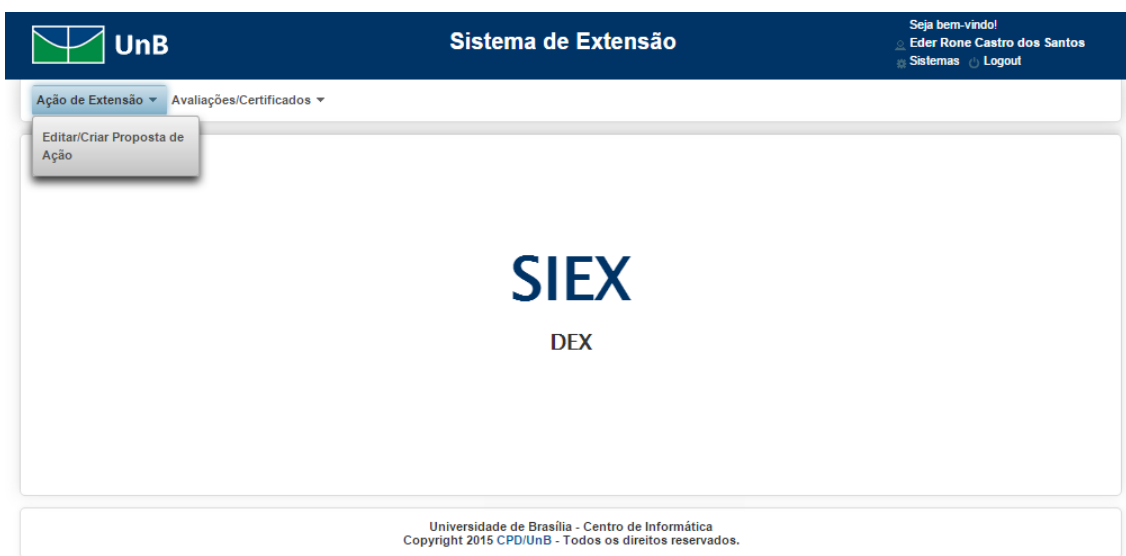 UnB
Sistema de Extensão
Seja bem-vindo!
Eder Rone Castro dos Santos
Sistemas Logout
Ação de Extensão Avaliações/Certificados
Editar/Criar Proposta de
Ação
SIEX
DEX
Universidade de Brasília - Centro de Informática
Copyright 2015 CPD/UnB - Todos os direitos reservados.